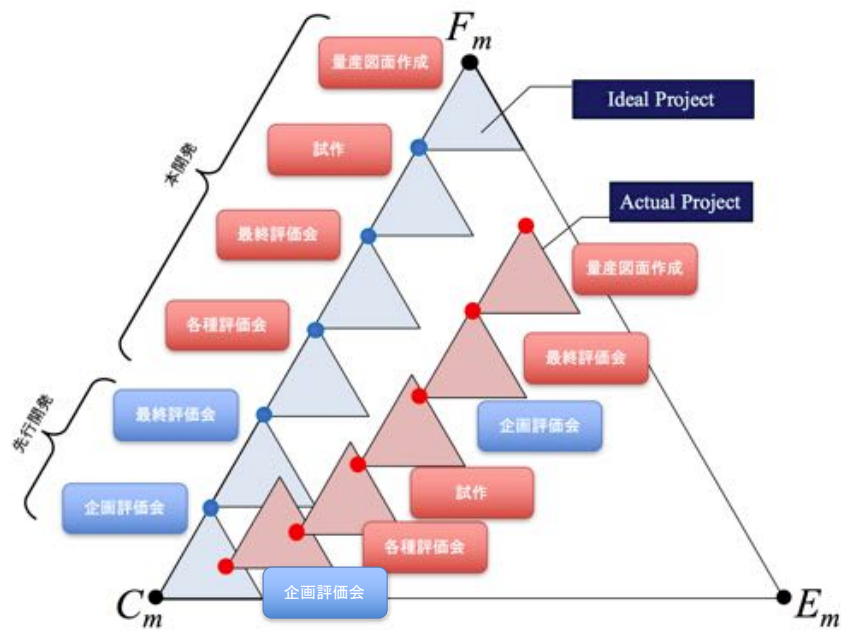 F_m
量産図面作成
Ideal Project
試作
本開発
Actual Project
最終評価会
量産図面作成
各種評価会
最終評価会
先行開発
最終評価会
企画評価会
企画評価会
試作
各種評価会
企画評価会
C_m
E_m